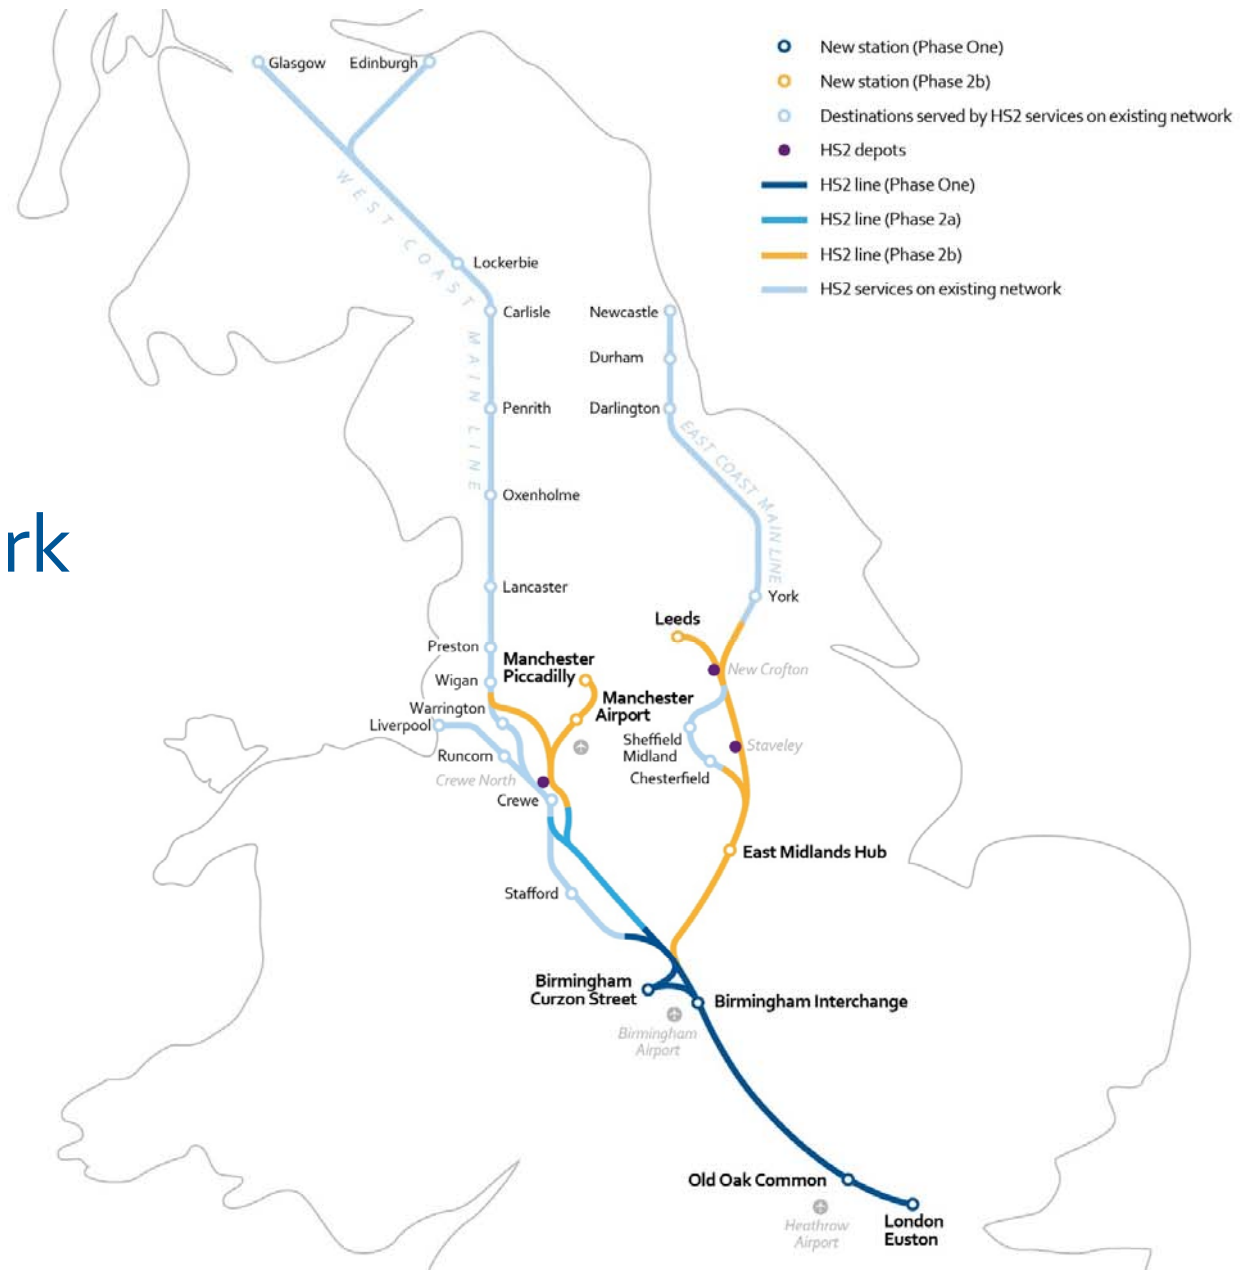 Glasgow
Edinburgh
New station (Phase One)
New station (Phase 2b)
Destinations served by HS2 services on existing network
HS2 depots
HS2 line (Phase One)
HS2 line (Phase 2a)
HS2 line (Phase 2b)
HS2 services on existing network
WEST COAST MAIN LINE
Lockerbie
Carlisle
Newcastle
Durham
Penrith
Darlington
EAST COAST MAIN LINE
Oxenholme
rk
Lancaster
York
Leeds
Preston
Manchester
Piccadilly
New Crofton
Wigan
Manchester
Airport
Warrington
Liverpool
Sheffield
Midland
Staveley
Runcorn
Chesterfield
Crewe North
Crewe
East Midlands Hub
Stafford
Birmingham
Curzon Street
Birmingham Interchange
Birmingham
Airport
Old Oak Common
Heathrow
Airport
London
Euston